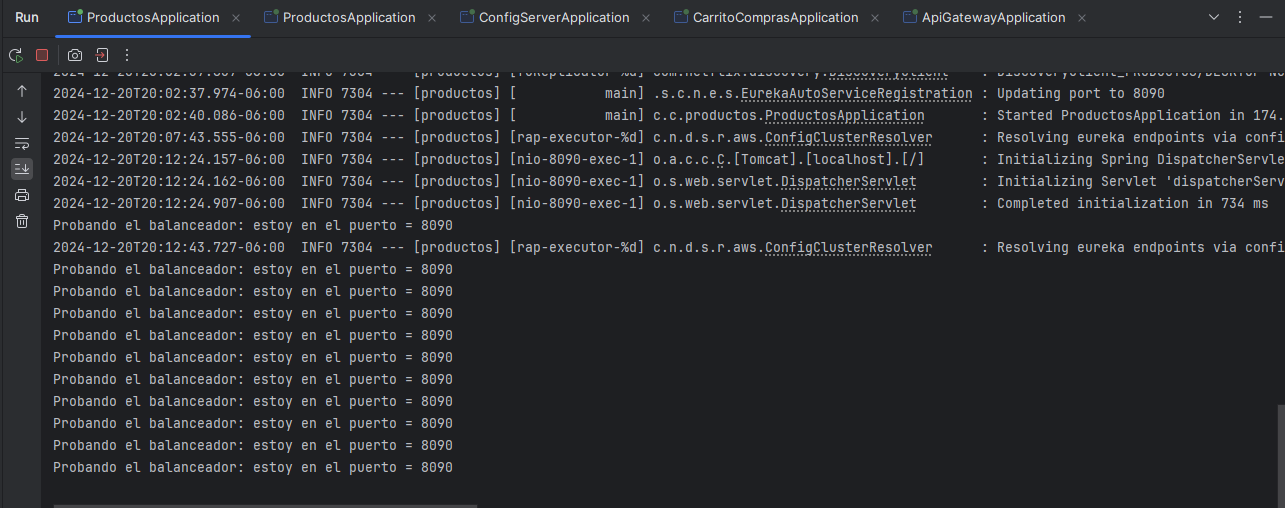 Run ProductosApplication ProductosApplication ConfigServerApplication CarritoComprasApplication ApiGatewayApplication
2024-12-20T20:02:37.974-06:00  INFO 7304 --- [productos] [           main] .s.c.n.e.s.EurekaAutoServiceRegistration : Updating port to 8090
2024-12-20T20:02:40.086-06:00  INFO 7304 --- [productos] [           main] c.c.productos.ProductosApplication       : Started ProductosApplication in 174.
2024-12-20T20:07:43.555-06:00  INFO 7304 --- [productos] [rap-executor-%d] c.n.d.s.r.aws.ConfigClusterResolver      : Resolving eureka endpoints via confi
2024-12-20T20:12:24.157-06:00  INFO 7304 --- [productos] [nio-8090-exec-1] o.a.c.c.C.[Tomcat].[localhost].[/]       : Initializing Spring DispatcherServle
2024-12-20T20:12:24.162-06:00  INFO 7304 --- [productos] [nio-8090-exec-1] o.s.web.servlet.DispatcherServlet        : Initializing Servlet 'dispatcherServ
2024-12-20T20:12:24.907-06:00  INFO 7304 --- [productos] [nio-8090-exec-1] o.s.web.servlet.DispatcherServlet        : Completed initialization in 734 ms
Probando el balanceador: estoy en el puerto = 8090
2024-12-20T20:12:43.727-06:00  INFO 7304 --- [productos] [rap-executor-%d] c.n.d.s.r.aws.ConfigClusterResolver      : Resolving eureka endpoints via confi
Probando el balanceador: estoy en el puerto = 8090
Probando el balanceador: estoy en el puerto = 8090
Probando el balanceador: estoy en el puerto = 8090
Probando el balanceador: estoy en el puerto = 8090
Probando el balanceador: estoy en el puerto = 8090
Probando el balanceador: estoy en el puerto = 8090
Probando el balanceador: estoy en el puerto = 8090
Probando el balanceador: estoy en el puerto = 8090
Probando el balanceador: estoy en el puerto = 8090
Probando el balanceador: estoy en el puerto = 8090